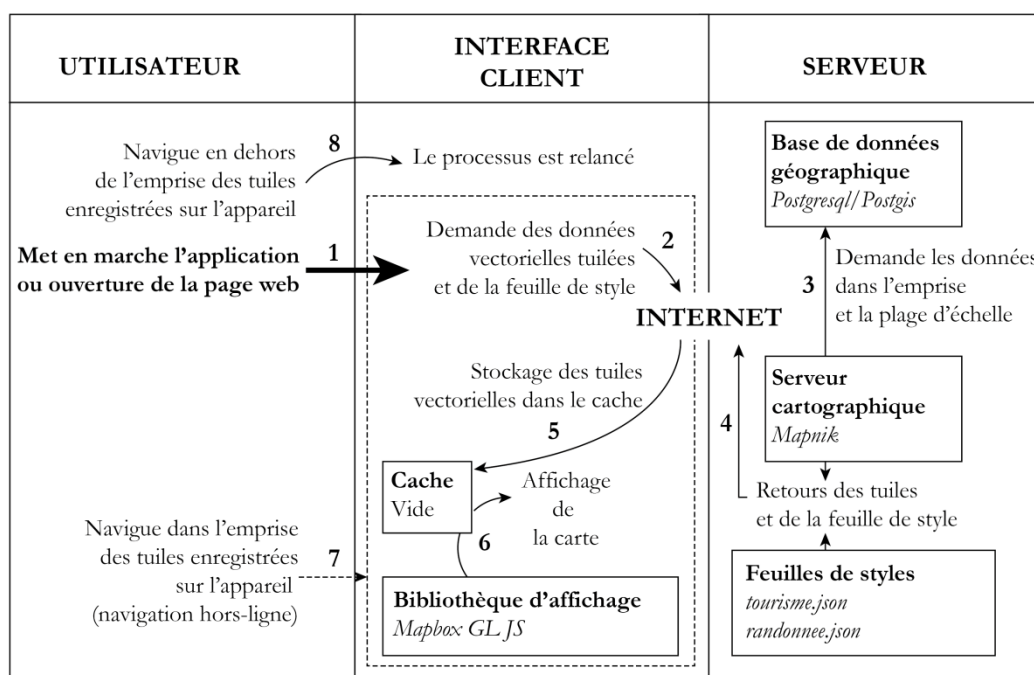 UTILISATEUR
INTERFACE
CLIENT
SERVEUR
8
Navigue en dehors
de l’emprise des tuiles
enregistrées sur l’appareil
Le processus est relancé
Base de données
géographique
Postgresql/Postgis
Met en marche l’application
ou ouverture de la page web
1
Demande des données
vectorielles tuilées
et de la feuille de style
2
INTERNET
3
Demande les données
dans l’emprise
et la plage d’échelle
Stockage des tuiles
vectorielles dans le cache
5
4
Serveur
cartographique
Mapnik
Cache
Vide
Affichage
de
la carte
6
Retours des tuiles
et de la feuille de style
Navigue dans l’emprise
des tuiles enregistrées
sur l’appareil
(navigation hors-ligne)
7
Bibliothèque d’affichage
Mapbox GL JS
Feuilles de styles
tourisme.json
randonnee.json